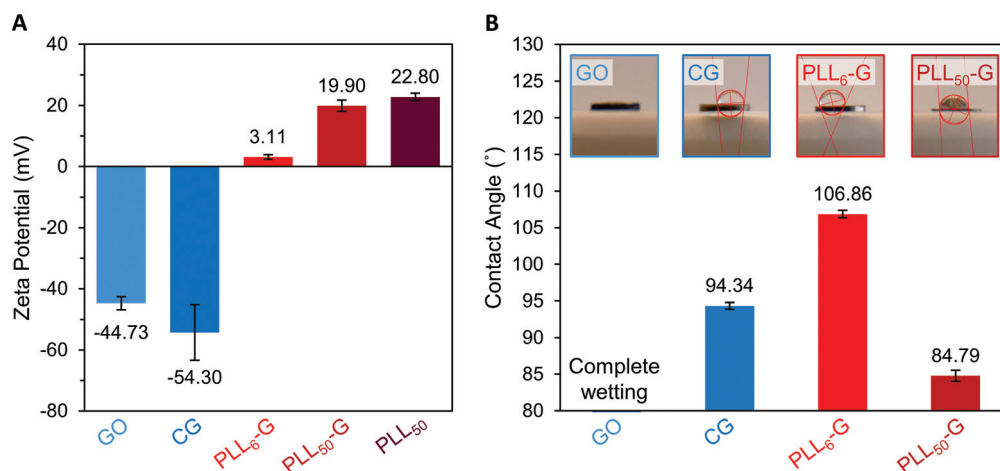 A
Zeta Potential (mV)
40
20
0
-20
-40
-60
-80
-44.73
-54.30
3.11
19.90
22.80
GO
CG
PLL₆-G
PLL₅₀-G
PLL₅₀
B
Contact Angle (˚)
130
125
120
115
110
105
100
95
90
85
80
GO
CG
PLL₆-G
PLL₅₀-G
Complete
wetting
94.34
106.86
84.79
GO
CG
PLL₆-G
PLL₅₀-G